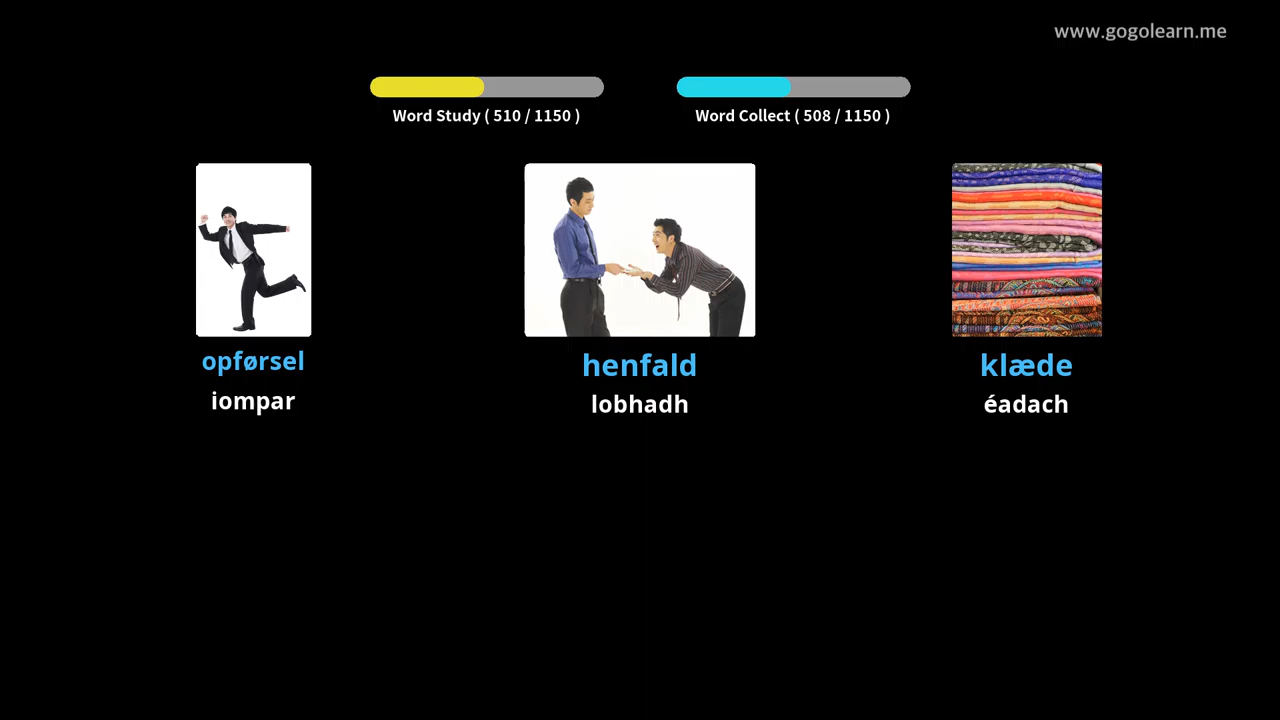 www.gogolearn.me
Word Study ( 510 / 1150 )
Word Collect ( 508 / 1150 )
opførsel
iompar
henfald
lobhadh
klæde
éadach